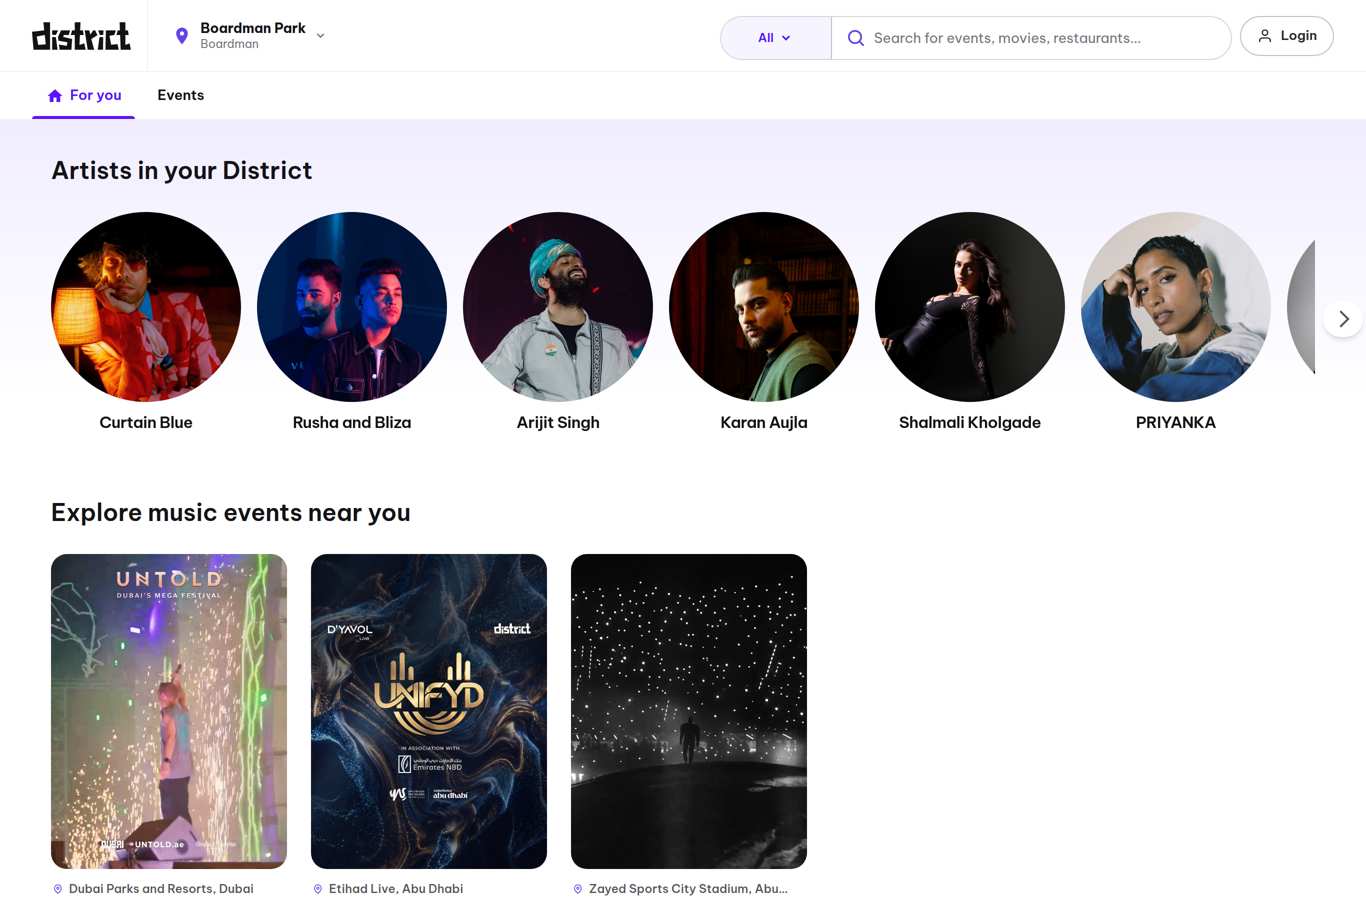 district
Boardman Park
Boardman
All
Search for events, movies, restaurants...
Login
For you
Events
Artists in your District
Curtain Blue
Rusha and Bliza
Arijit Singh
Karan Aujla
Shalmali Kholgade
PRIYANKA
Explore music events near you
UNTOLD
DUBAI'S MEGA FESTIVAL
UNTOLD.ae
D'YAVOL
district
UNIFYD
IN ASSOCIATION WITH
Emirates NBD
yas
abu dhabi
Dubai Parks and Resorts, Dubai
Etihad Live, Abu Dhabi
Zayed Sports City Stadium, Abu...